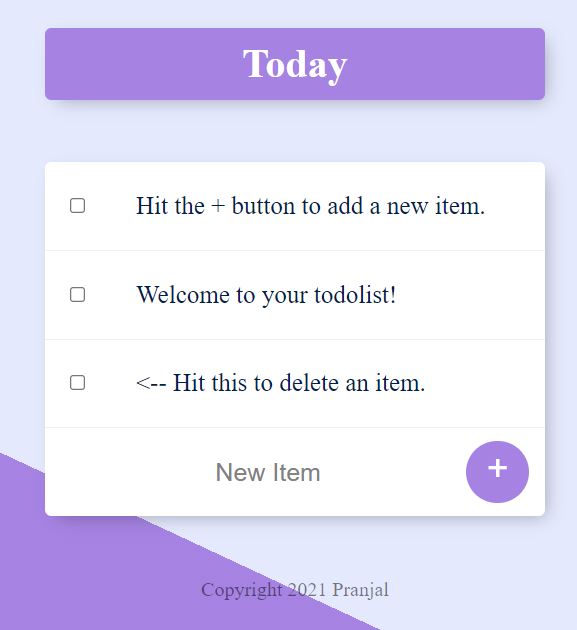 Today
Hit the + button to add a new item.
Welcome to your todolist!
<-- Hit this to delete an item.
New Item
+
Copyright 2021 Pranjal